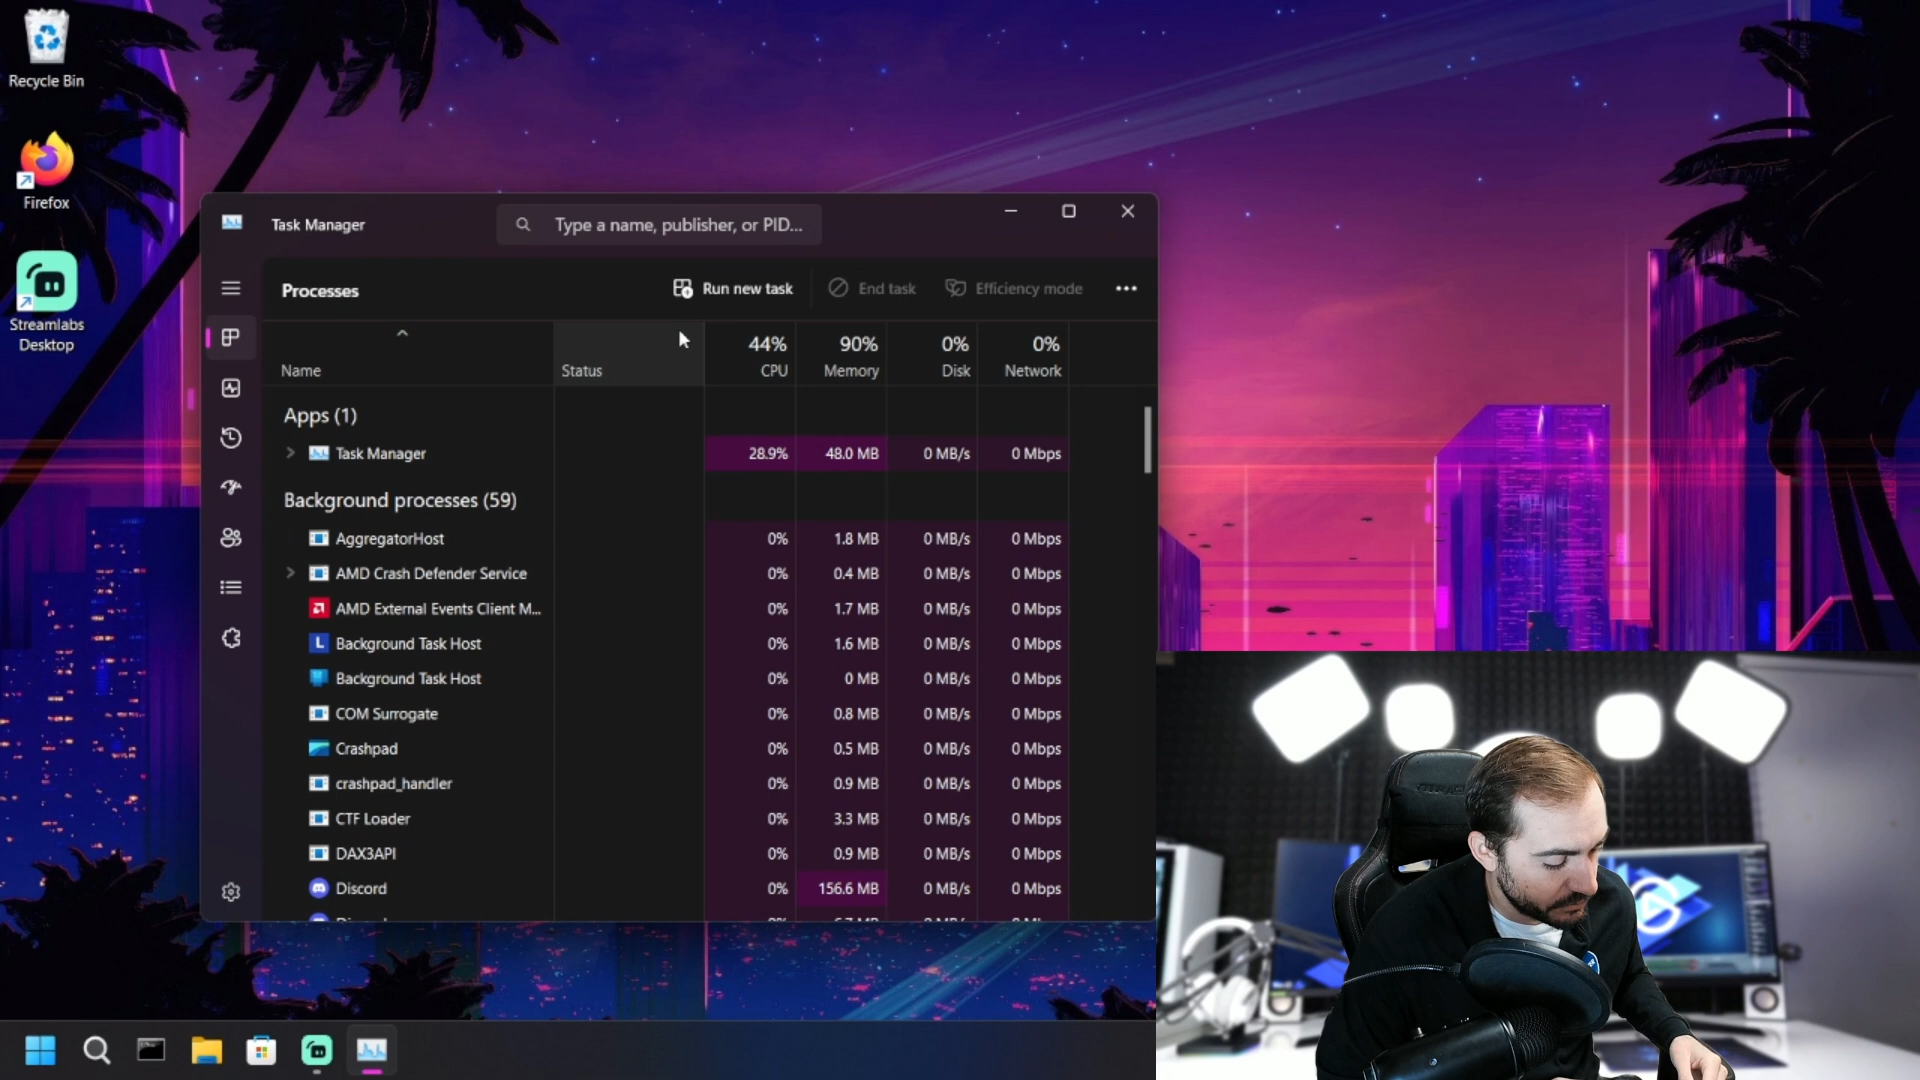 Recycle Bin
Firefox
Streamlabs
Desktop
Task Manager
Type a name, publisher, or PID...
Processes
Run new task
End task
Efficiency mode
44% 90% 0% 0%
Name Status CPU Memory Disk Network
Apps (1)
Task Manager 28.9% 48.0 MB 0 MB/s 0 Mbps
Background processes (59)
AggregatorHost 0% 1.8 MB 0 MB/s 0 Mbps
AMD Crash Defender Service 0% 0.4 MB 0 MB/s 0 Mbps
AMD External Events Client M... 0% 1.7 MB 0 MB/s 0 Mbps
Background Task Host 0% 1.6 MB 0 MB/s 0 Mbps
Background Task Host 0% 0 MB 0 MB/s 0 Mbps
COM Surrogate 0% 0.8 MB 0 MB/s 0 Mbps
Crashpad 0% 0.5 MB 0 MB/s 0 Mbps
crashpad_handler 0% 0.9 MB 0 MB/s 0 Mbps
CTF Loader 0% 3.3 MB 0 MB/s 0 Mbps
DAX3API 0% 0.9 MB 0 MB/s 0 Mbps
Discord 0% 156.6 MB 0 MB/s 0 Mbps